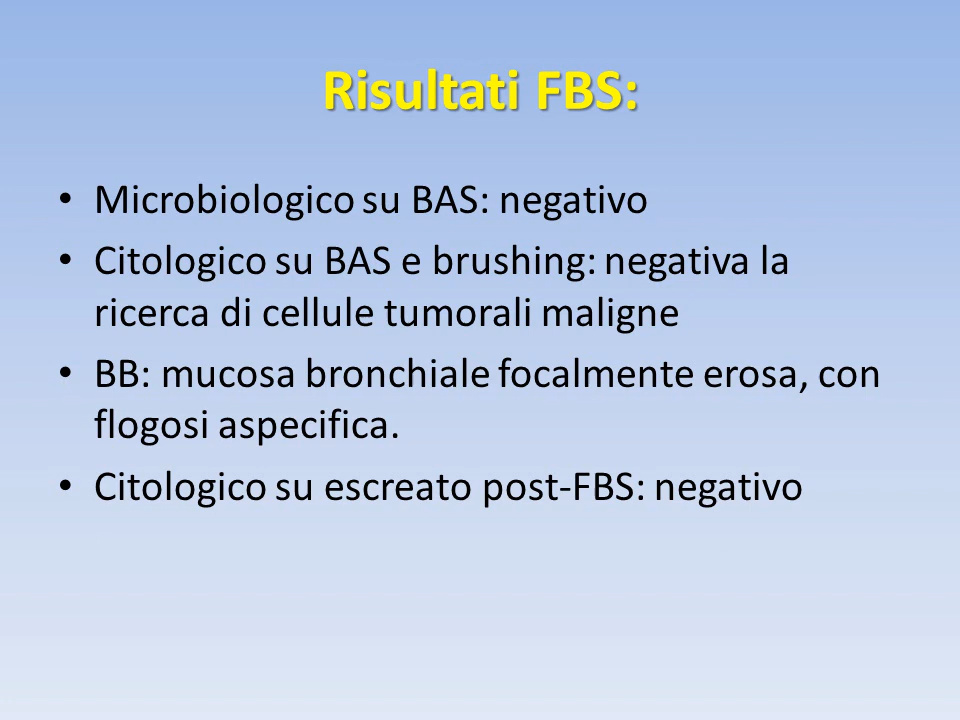 Risultati FBS:
• Microbiologico su BAS: negativo
• Citologico su BAS e brushing: negativa la
ricerca di cellule tumorali maligne
• BB: mucosa bronchiale focalmente erosa, con
flogosi aspecifica.
• Citologico su escreato post-FBS: negativo